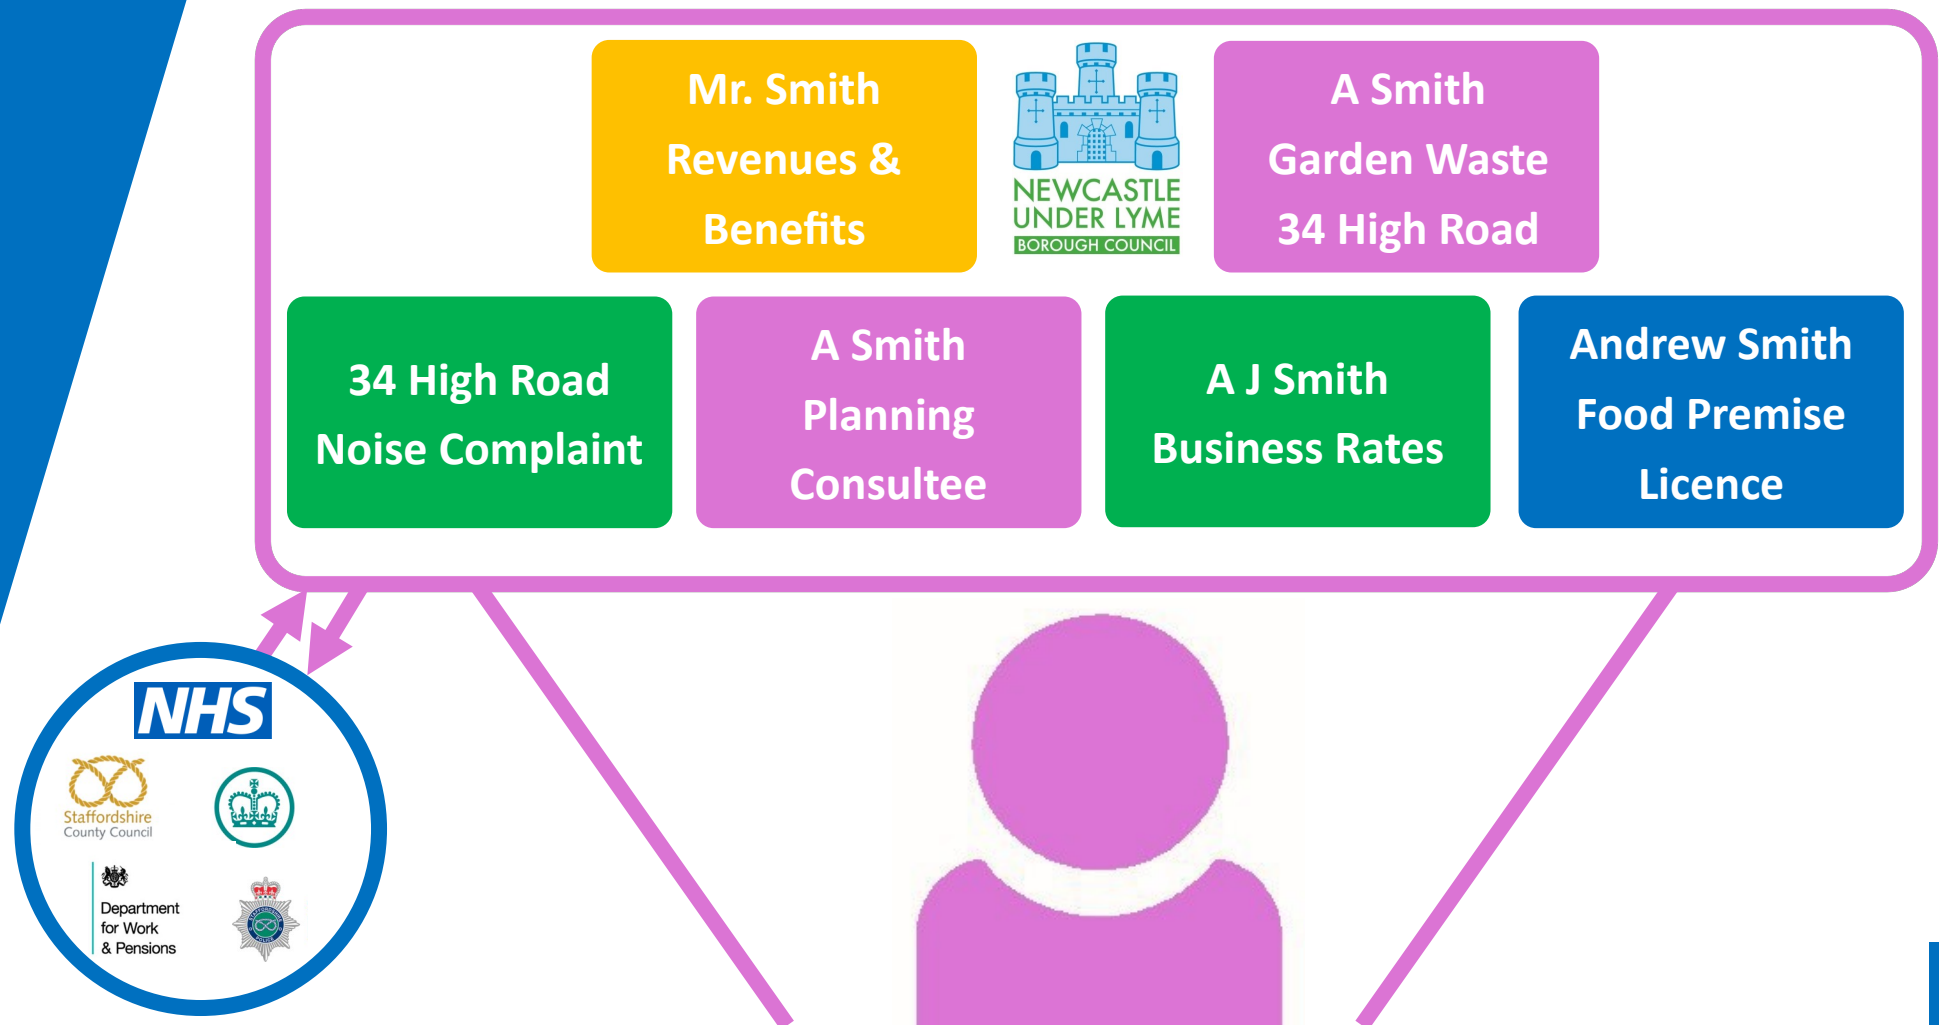 Mr. Smith
Revenues &
Benefits
NEWCASTLE
UNDER LYME
BOROUGH COUNCIL
A Smith
Garden Waste
34 High Road
34 High Road
Noise Complaint
A Smith
Planning
Consultee
A J Smith
Business Rates
Andrew Smith
Food Premise
Licence
NHS
Staffordshire
County Council
Department
for Work
& Pensions
STAFFORDSHIRE
POLICE